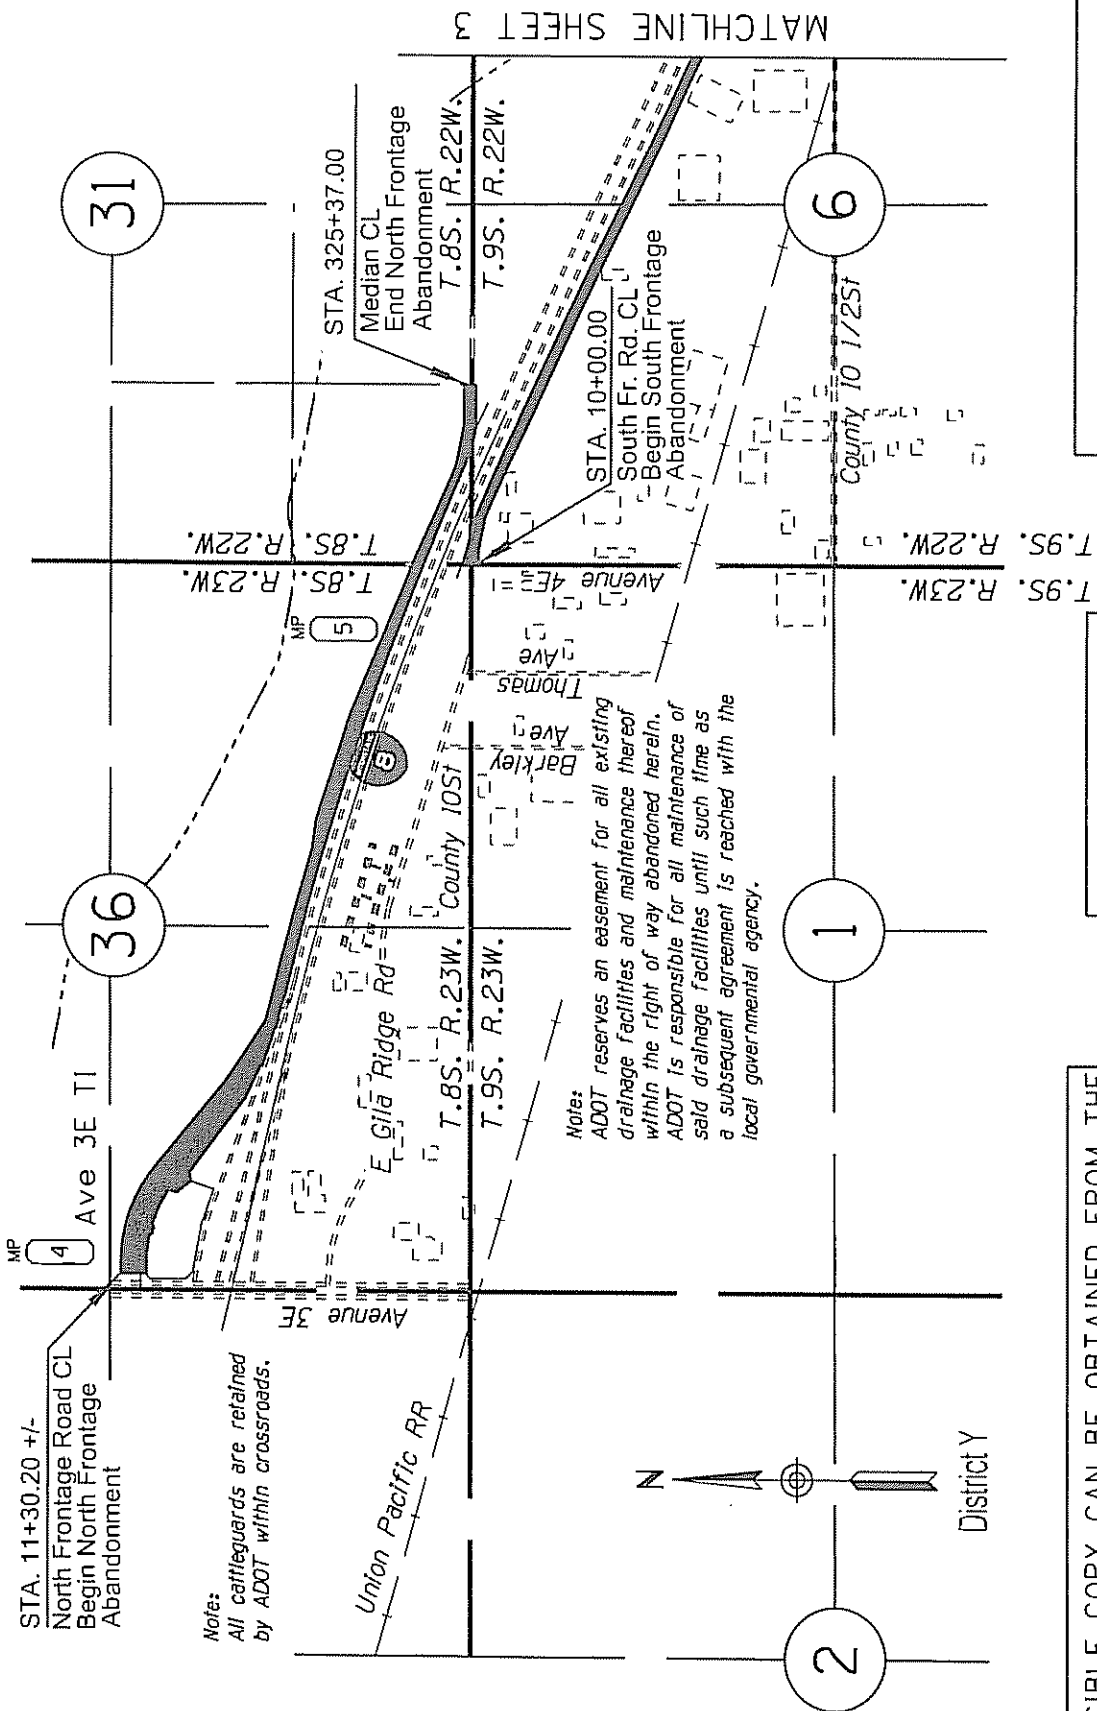 STA. 11+30.20 +/-
North Frontage Road CL
Begin North Frontage
Abandonment
MP
4
Ave 3E TI
36
31
MP
5
T.8S. R.23W.
T.8S. R.22W.
STA. 325+37.00
Median CL
End North Frontage
Abandonment
T.8S. R.22W.
T.9S. R.22W.
MATCHLINE SHEET 3
Note:
All cattleguards are retained
by ADOT within crossroads.
Avenue 3E
8
E Gila Ridge Rd
County 10St
T.8S. R.23W.
T.9S. R.23W.
Barkley Ave
Thomas Ave
Avenue 4E
STA. 10+00.00
South Fr. Rd. CL
Begin South Frontage
Abandonment
Union Pacific RR
Note:
ADOT reserves an easement for all existing
drainage facilities and maintenance thereof
within the right of way abandoned herein.
ADOT is responsible for all maintenance of
said drainage facilities until such time as
a subsequent agreement is reached with the
local governmental agency.
County 10 1/2St
N
District Y
2
1
6
T.9S. R.23W.
T.9S. R.22W.
COPY CAN BE OBTAINED FROM THE